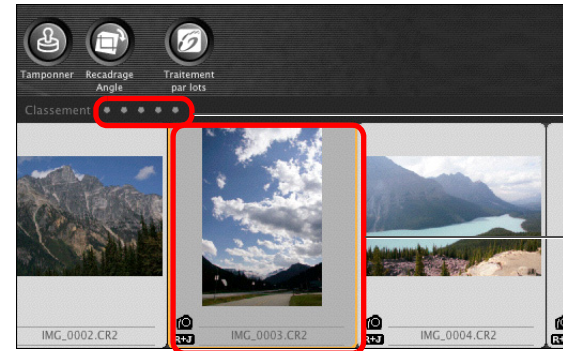 Tamponner
Recadrage
Angle
Traitement
par lots
Classement
R+J
R+J
IMG_0002.CR2
IMG_0003.CR2
IMG_0004.CR2